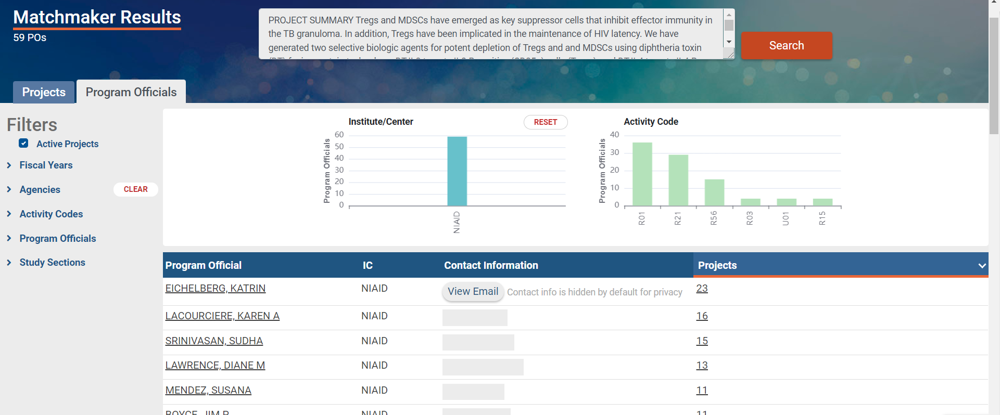 Matchmaker Results
59 POs
PROJECT SUMMARY Tregs and MDSCs have emerged as key suppressor cells that inhibit effector immunity in
the TB granuloma. In addition, Tregs have been implicated in the maintenance of HIV latency. We have
generated two selective biologic agents for potent depletion of Tregs and and MDSCs using diphtheria toxin
Search
Projects
Program Officials
Filters
Active Projects
Fiscal Years
Agencies
CLEAR
Activity Codes
Program Officials
Study Sections
Institute/Center
RESET
Program Officials
60
50
40
30
20
10
0
NIAID
Activity Code
Program Officials
40
30
20
10
0
R01
R21
R56
R03
U01
R15
Program Official IC Contact Information Projects
EICHELBERG, KATRIN NIAID View Email Contact info is hidden by default for privacy 23
LACOURCIERE, KAREN A NIAID 16
SRINIVASAN, SUDHA NIAID 15
LAWRENCE, DIANE M NIAID 13
MENDEZ, SUSANA NIAID 11
BOYCE, JIM P NIAID 11